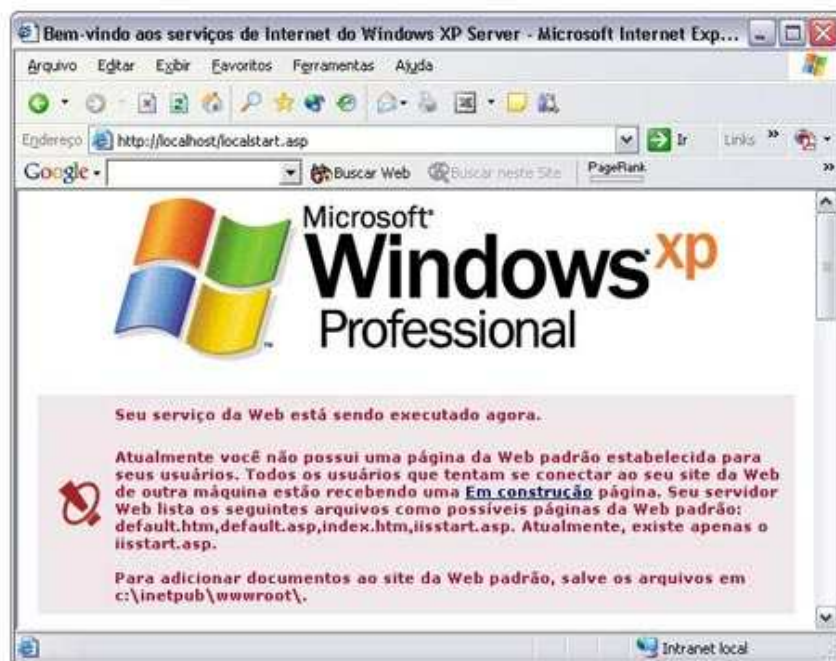 Bem-vindo aos serviços de Internet do Windows XP Server - Microsoft Internet Exp...
Arquivo Editar Exibir Favoritos Ferramentas Ajuda
Endereço http://localhost/localstart.asp Ir Links »
Google Buscar Web Buscar neste Site PageRank »
Microsoft®
Windows xp
Professional
™
Seu serviço da Web está sendo executado agora.
Atualmente você não possui uma página da Web padrão estabelecida para
seus usuários. Todos os usuários que tentam se conectar ao seu site da Web
de outra máquina estão recebendo uma Em construção página. Seu servidor
Web lista os seguintes arquivos como possíveis páginas da Web padrão:
default.htm,default.asp,index.htm,iisstart.asp. Atualmente, existe apenas o
iisstart.asp.
Para adicionar documentos ao site da Web padrão, salve os arquivos em
c:\inetpub\wwwroot\.
Intranet local